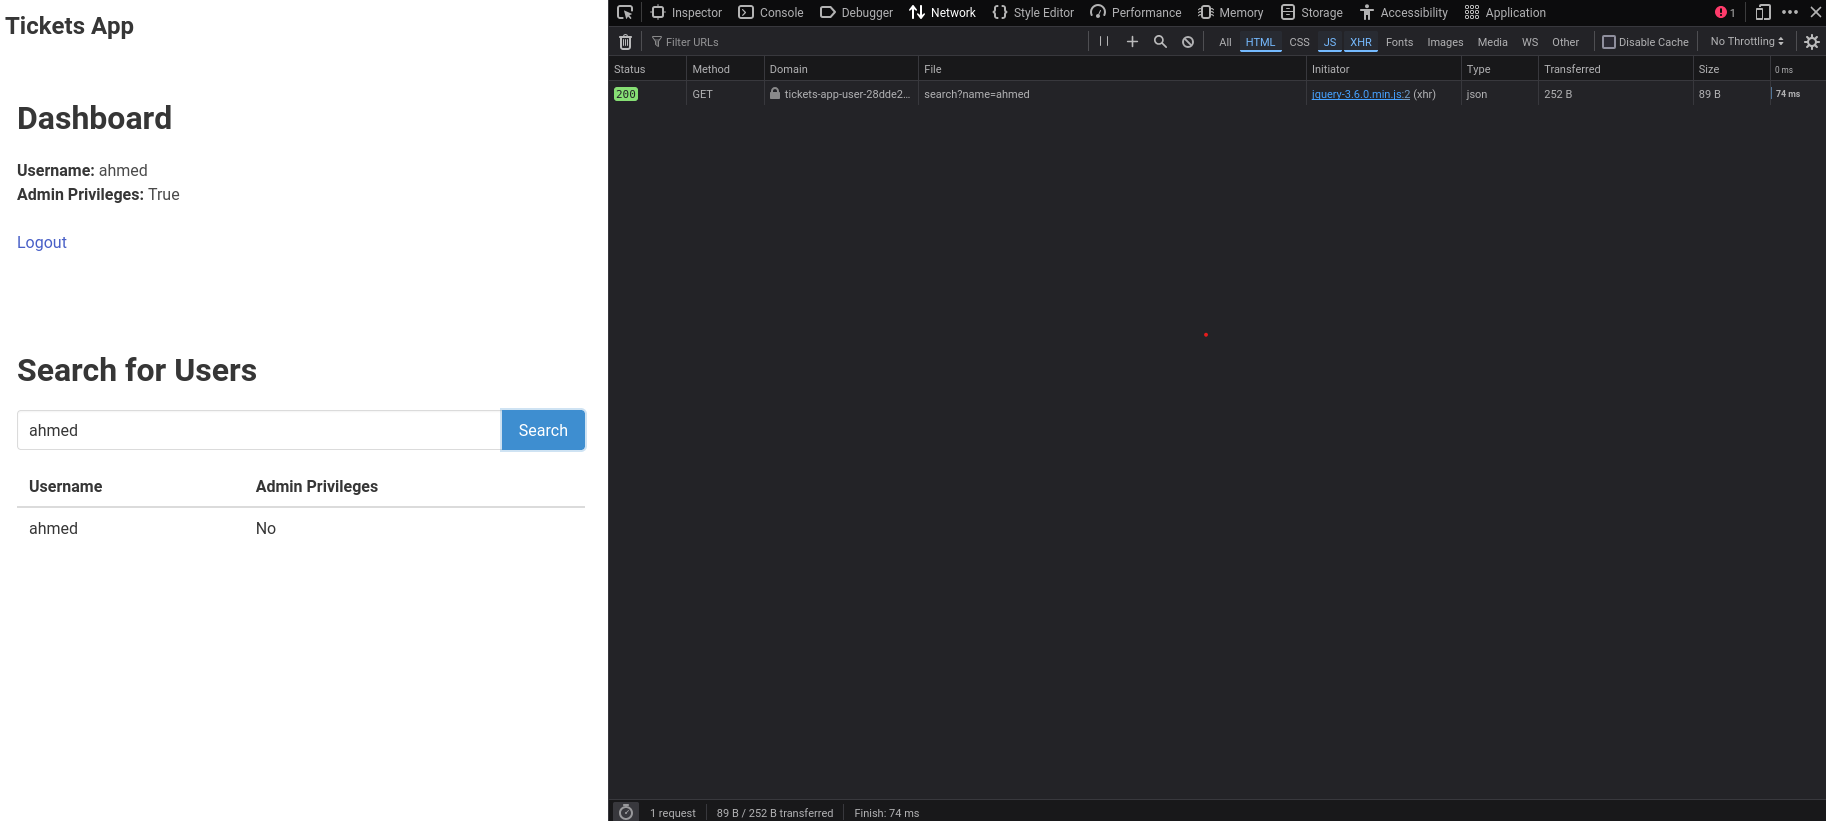 Tickets App
Dashboard
Username: ahmed
Admin Privileges: True
Logout
Search for Users
ahmed
Search
Username Admin Privileges
ahmed No
Inspector Console Debugger Network Style Editor Performance Memory Storage Accessibility Application 1
Filter URLs All HTML CSS JS XHR Fonts Images Media WS Other Disable Cache No Throttling
Status Method Domain File Initiator Type Transferred Size 0 ms
200 GET tickets-app-user-28dde2... search?name=ahmed jquery-3.6.0.min.js:2 (xhr) json 252 B 89 B 74 ms
1 request 89 B / 252 B transferred Finish: 74 ms